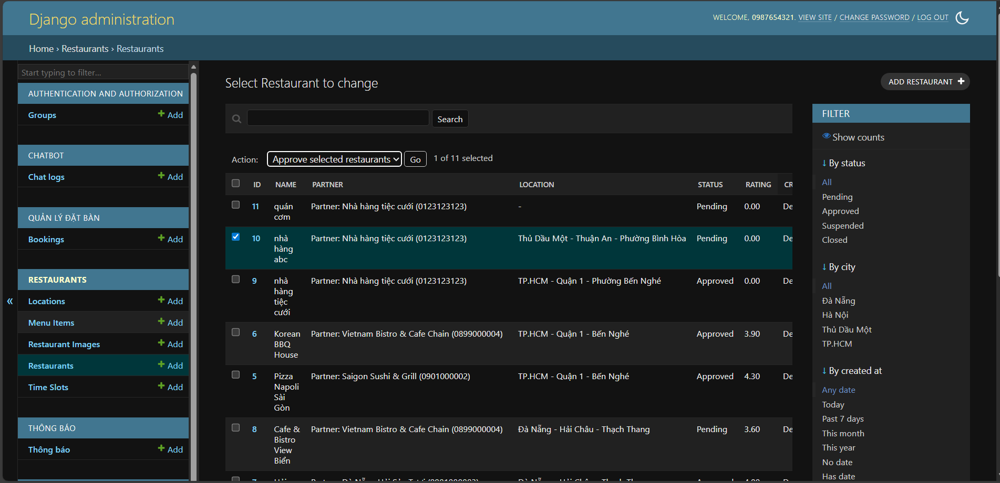 Django administration
WELCOME, 0987654321. VIEW SITE / CHANGE PASSWORD / LOG OUT
Home › Restaurants › Restaurants
Start typing to filter...
AUTHENTICATION AND AUTHORIZATION
Groups
Add
CHATBOT
Chat logs
Add
QUẢN LÝ ĐẶT BÀN
Bookings
Add
RESTAURANTS
«
Locations
Add
Menu Items
Add
Restaurant Images
Add
Restaurants
Add
Time Slots
Add
THÔNG BÁO
Thông báo
Add
Select Restaurant to change
ADD RESTAURANT
Search
Action: Approve selected restaurants Go 1 of 11 selected
ID NAME PARTNER LOCATION STATUS RATING CR
11 quán cơm Partner: Nhà hàng tiệc cưới (0123123123) - Pending 0.00 De
10 nhà hàng abc Partner: Nhà hàng tiệc cưới (0123123123) Thủ Dầu Một - Thuận An - Phường Bình Hòa Pending 0.00 De
9 nhà hàng tiệc cưới Partner: Nhà hàng tiệc cưới (0123123123) TP.HCM - Quận 1 - Phường Bến Nghé Approved 0.00 De
6 Korean BBQ House Partner: Vietnam Bistro & Cafe Chain (0899000004) TP.HCM - Quận 1 - Bến Nghé Approved 3.90 De
5 Pizza Napoli Sài Gòn Partner: Saigon Sushi & Grill (0901000002) TP.HCM - Quận 1 - Bến Nghé Approved 4.30 De
8 Cafe & Bistro View Biển Partner: Vietnam Bistro & Cafe Chain (0899000004) Đà Nẵng - Hải Châu - Thạch Thang Pending 3.60 De
FILTER
Show counts
↓ By status
All
Pending
Approved
Suspended
Closed
↓ By city
All
Đà Nẵng
Hà Nội
Thủ Dầu Một
TP.HCM
↓ By created at
Any date
Today
Past 7 days
This month
This year
No date
Has date